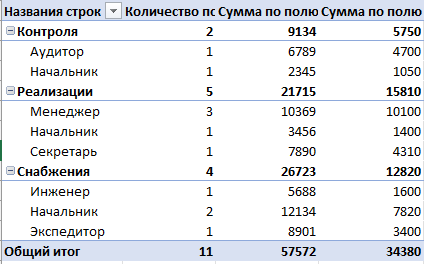 Названия строк Количество по Сумма по полю Сумма по полю
Контроля 2 9134 5750
Аудитор 1 6789 4700
Начальник 1 2345 1050
Реализации 5 21715 15810
Менеджер 3 10369 10100
Начальник 1 3456 1400
Секретарь 1 7890 4310
Снабжения 4 26723 12820
Инженер 1 5688 1600
Начальник 2 12134 7820
Экспедитор 1 8901 3400
Общий итог 11 57572 34380